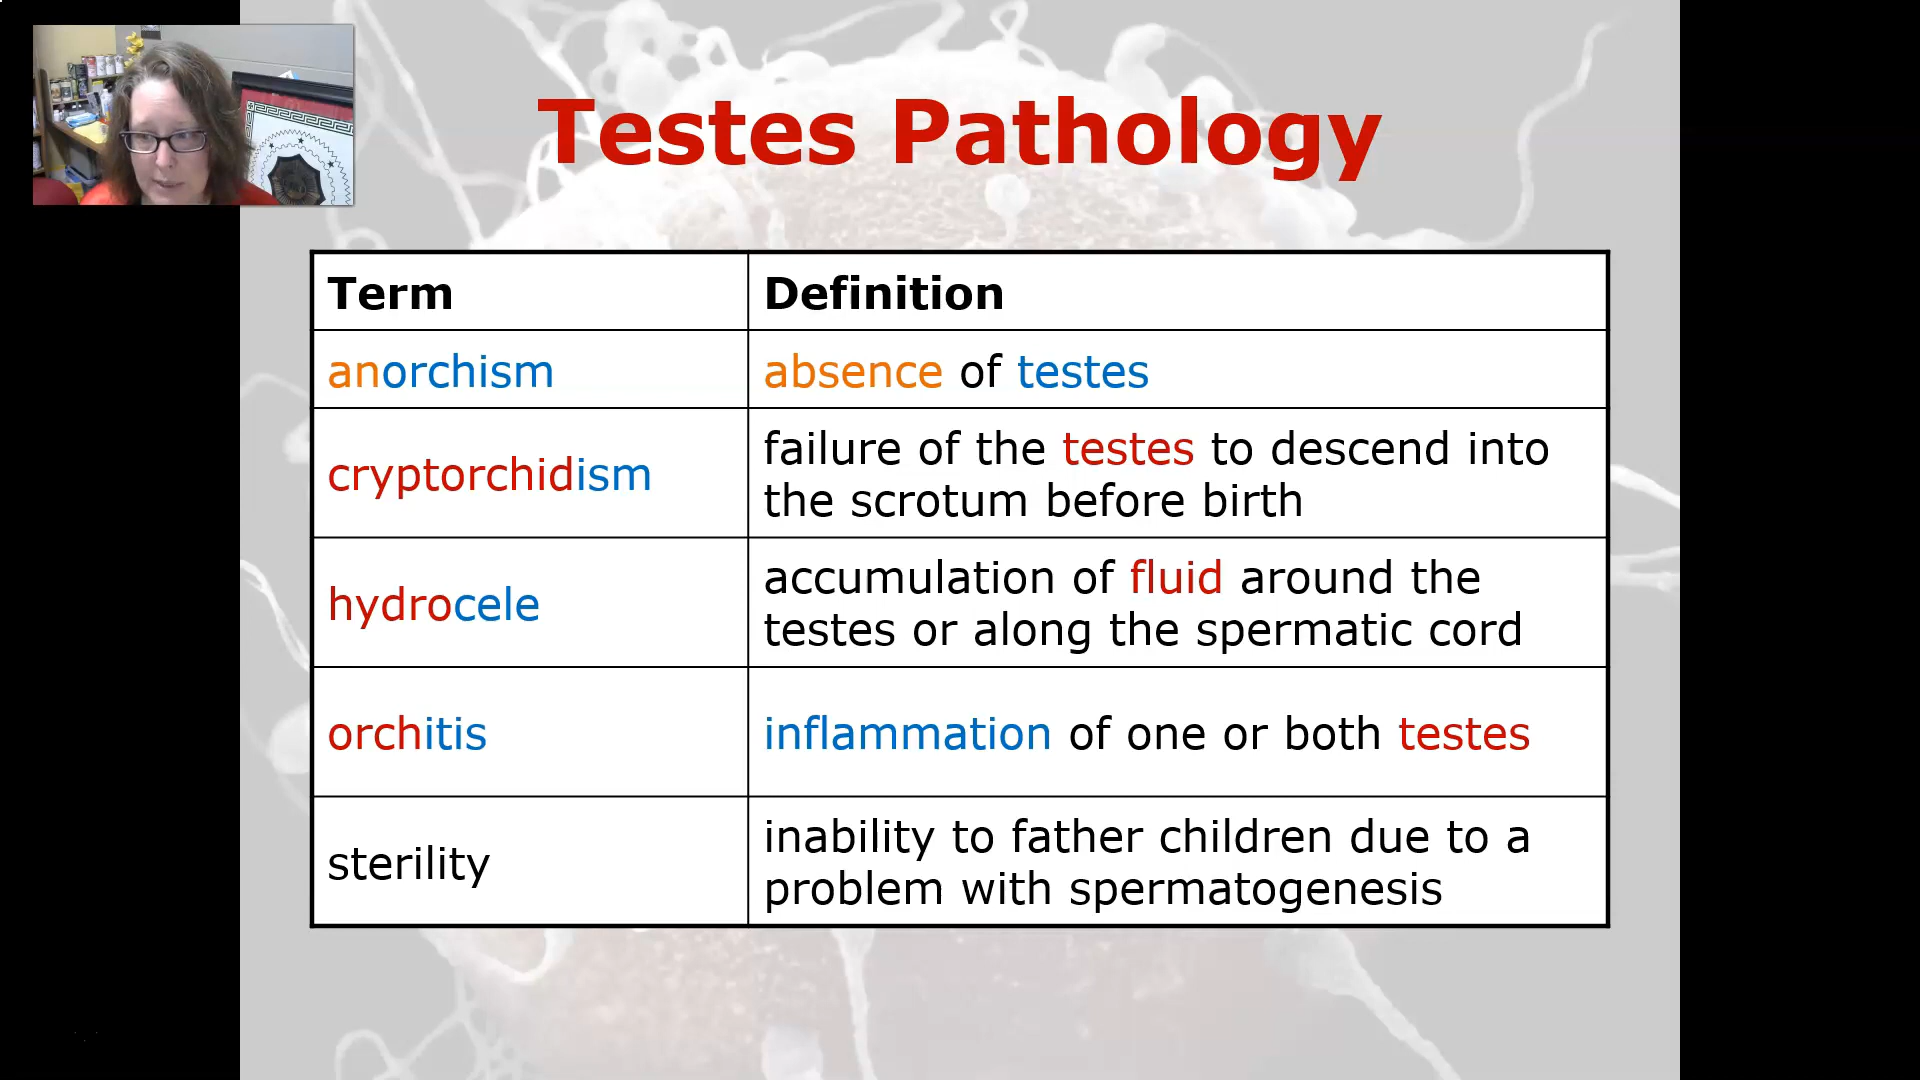 Testes Pathology
Term
Definition
anorchism
absence of testes
cryptorchidism
failure of the testes to descend into
the scrotum before birth
hydrocele
accumulation of fluid around the
testes or along the spermatic cord
orchitis
inflammation of one or both testes
sterility
inability to father children due to a
problem with spermatogenesis